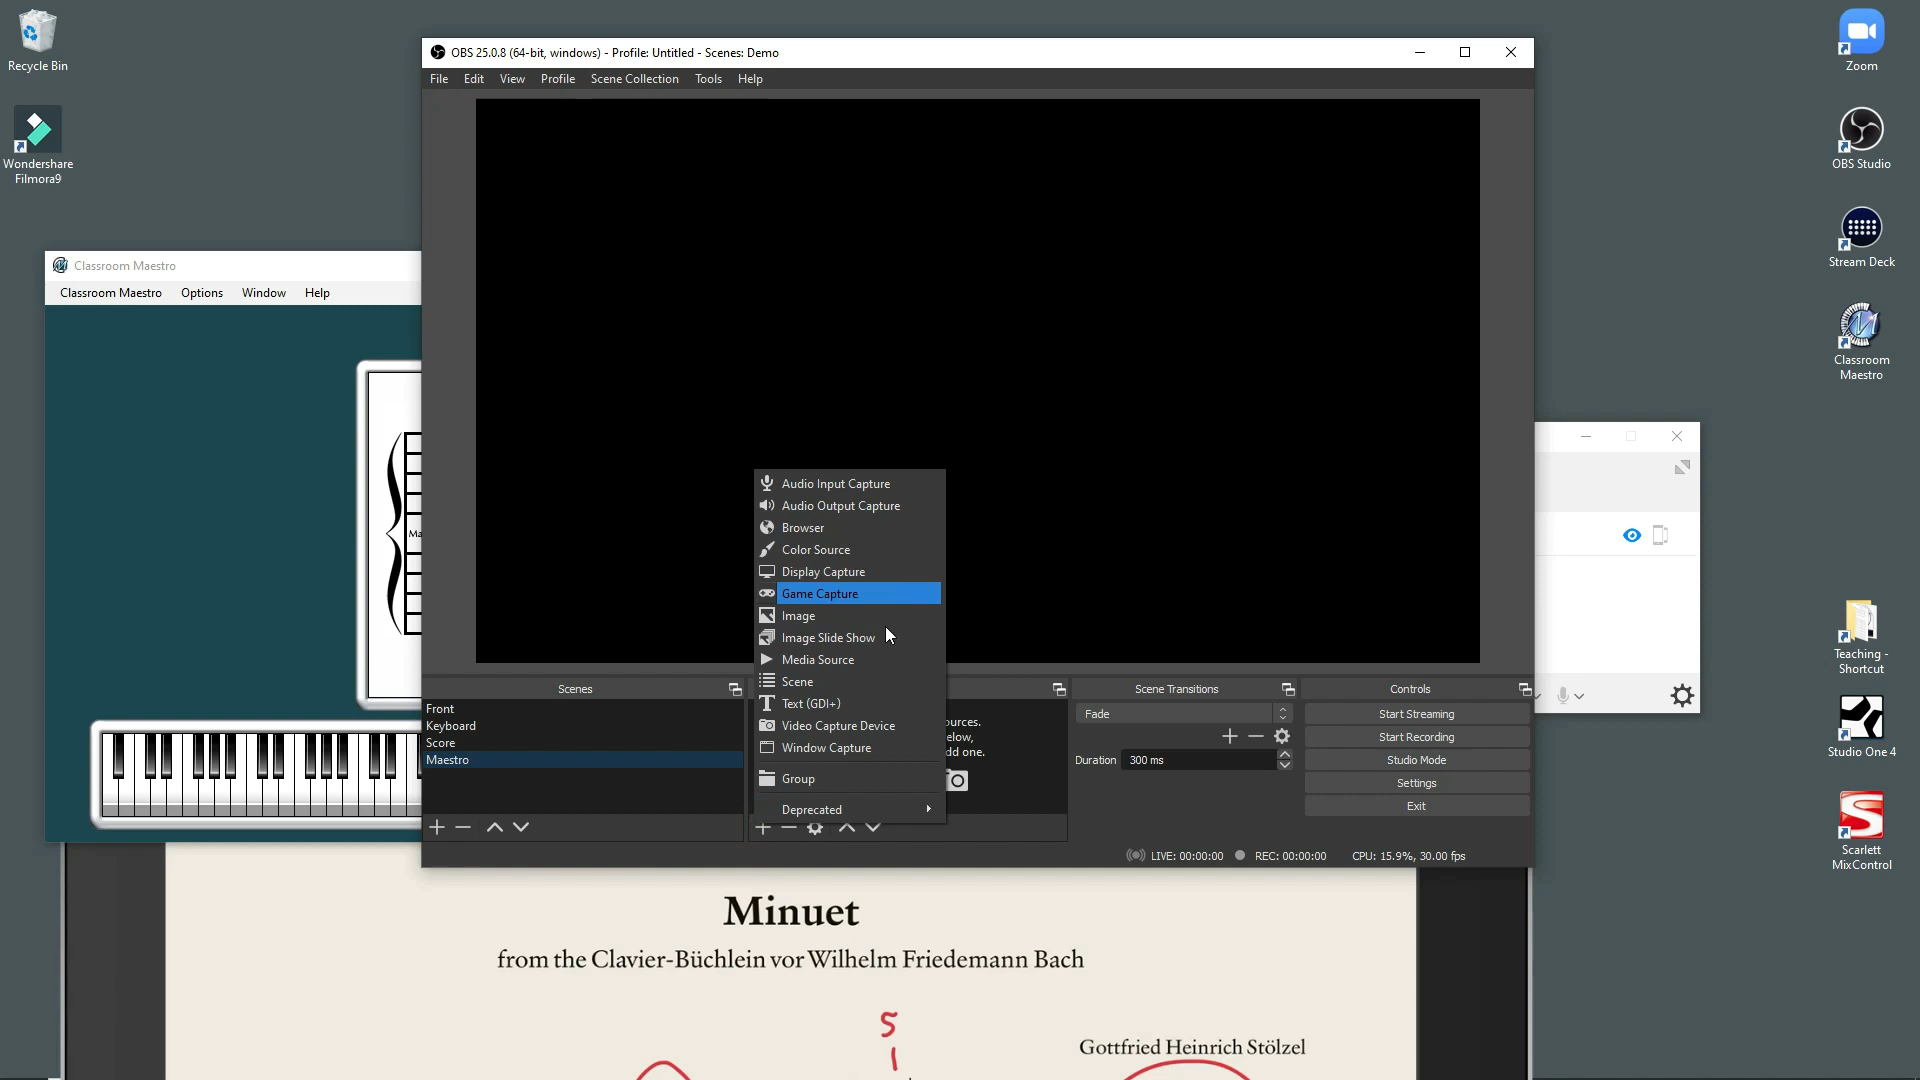 Recycle Bin
Wondershare
Filmora9
Classroom Maestro
Classroom Maestro Options Window Help
OBS 25.0.8 (64-bit, windows) - Profile: Untitled - Scenes: Demo
File Edit View Profile Scene Collection Tools Help
Audio Input Capture
Audio Output Capture
Browser
Color Source
Display Capture
Game Capture
Image
Image Slide Show
Media Source
Scene
Text (GDI+)
Video Capture Device
Window Capture
Group
Deprecated
Scenes
Front
Keyboard
Score
Maestro
Scene Transitions
Fade
Duration 300 ms
Controls
Start Streaming
Start Recording
Studio Mode
Settings
Exit
LIVE: 00:00:00 REC: 00:00:00 CPU: 15.9%, 30.00 fps
Zoom
OBS Studio
Stream Deck
Classroom
Maestro
Teaching -
Shortcut
Studio One 4
Scarlett
MixControl
Minuet
from the Clavier-Büchlein vor Wilhelm Friedemann Bach
5
1
Gottfried Heinrich Stölzel